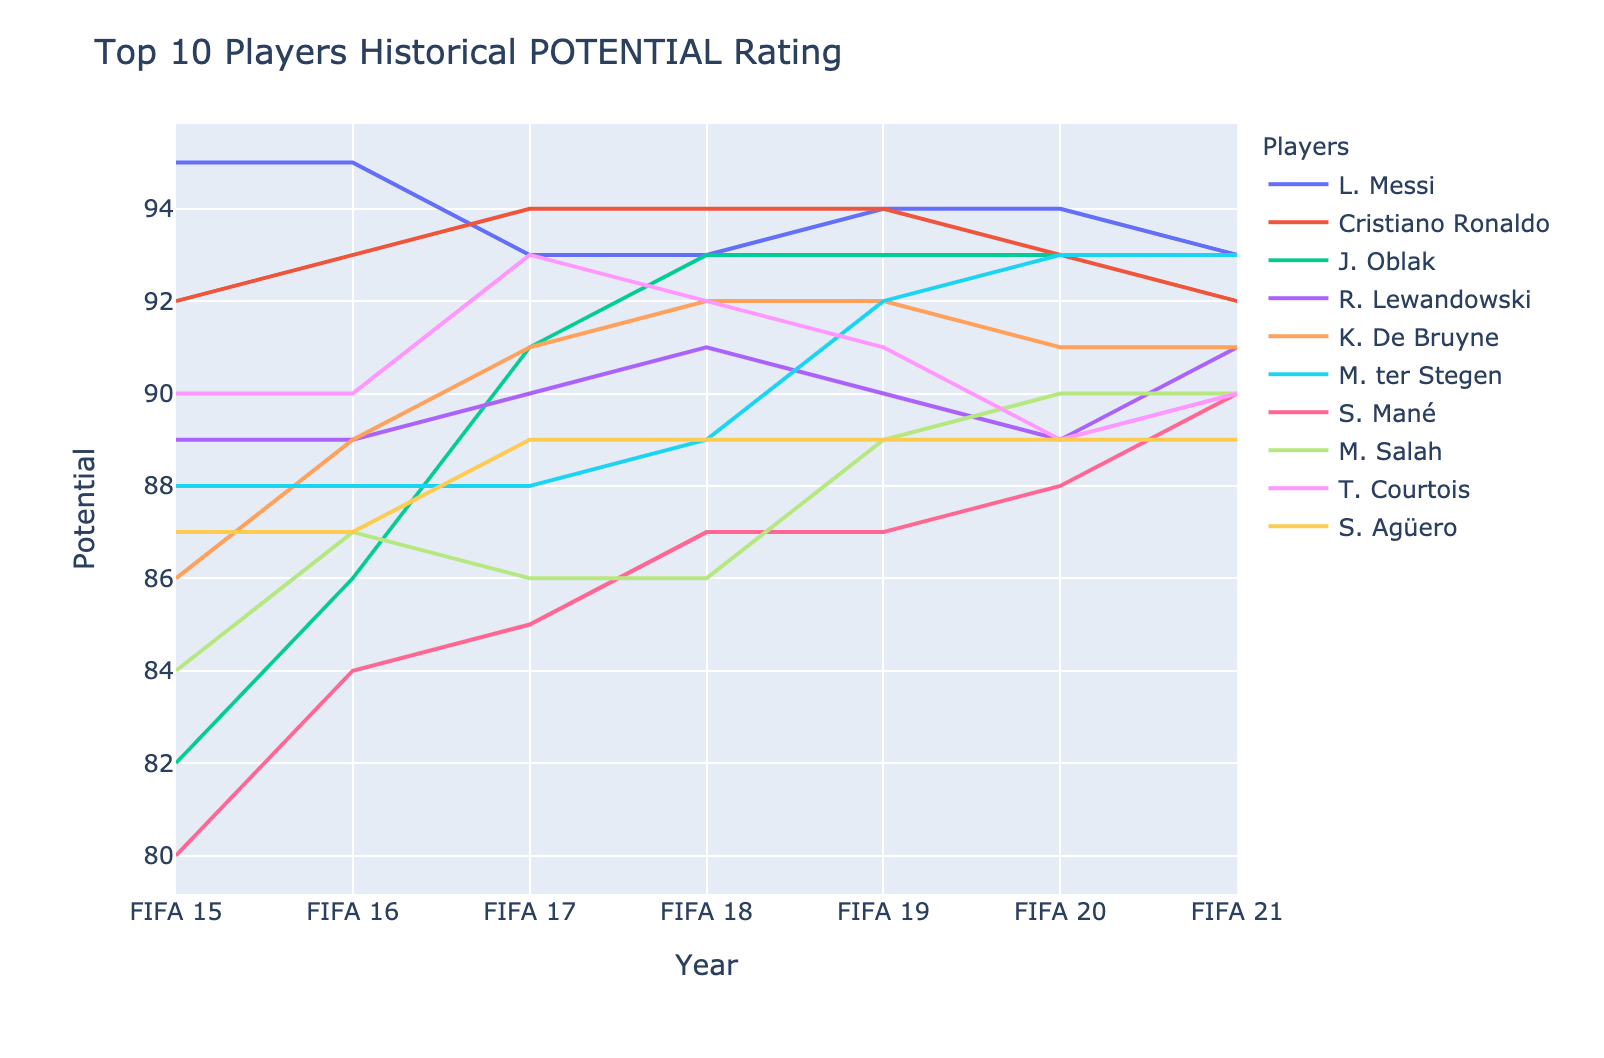 Top 10 Players Historical POTENTIAL Rating
Players
L. Messi
Cristiano Ronaldo
J. Oblak
R. Lewandowski
K. De Bruyne
M. ter Stegen
S. Mané
M. Salah
T. Courtois
S. Agüero
Potential
94
92
90
88
86
84
82
80
FIFA 15 FIFA 16 FIFA 17 FIFA 18 FIFA 19 FIFA 20 FIFA 21
Year